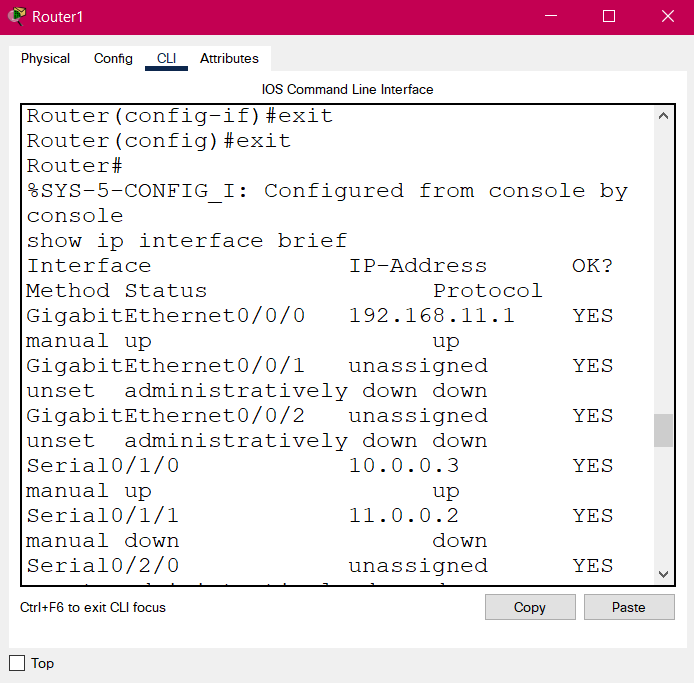 Router1
Physical Config CLI Attributes
IOS Command Line Interface
Router(config-if)#exit
Router(config)#exit
Router#
%SYS-5-CONFIG_I: Configured from console by
console
show ip interface brief
Interface IP-Address OK?
Method Status Protocol
GigabitEthernet0/0/0 192.168.11.1 YES
manual up up
GigabitEthernet0/0/1 unassigned YES
unset administratively down down
GigabitEthernet0/0/2 unassigned YES
unset administratively down down
Serial0/1/0 10.0.0.3 YES
manual up up
Serial0/1/1 11.0.0.2 YES
manual down down
Serial0/2/0 unassigned YES
Ctrl+F6 to exit CLI focus
Copy Paste
Top